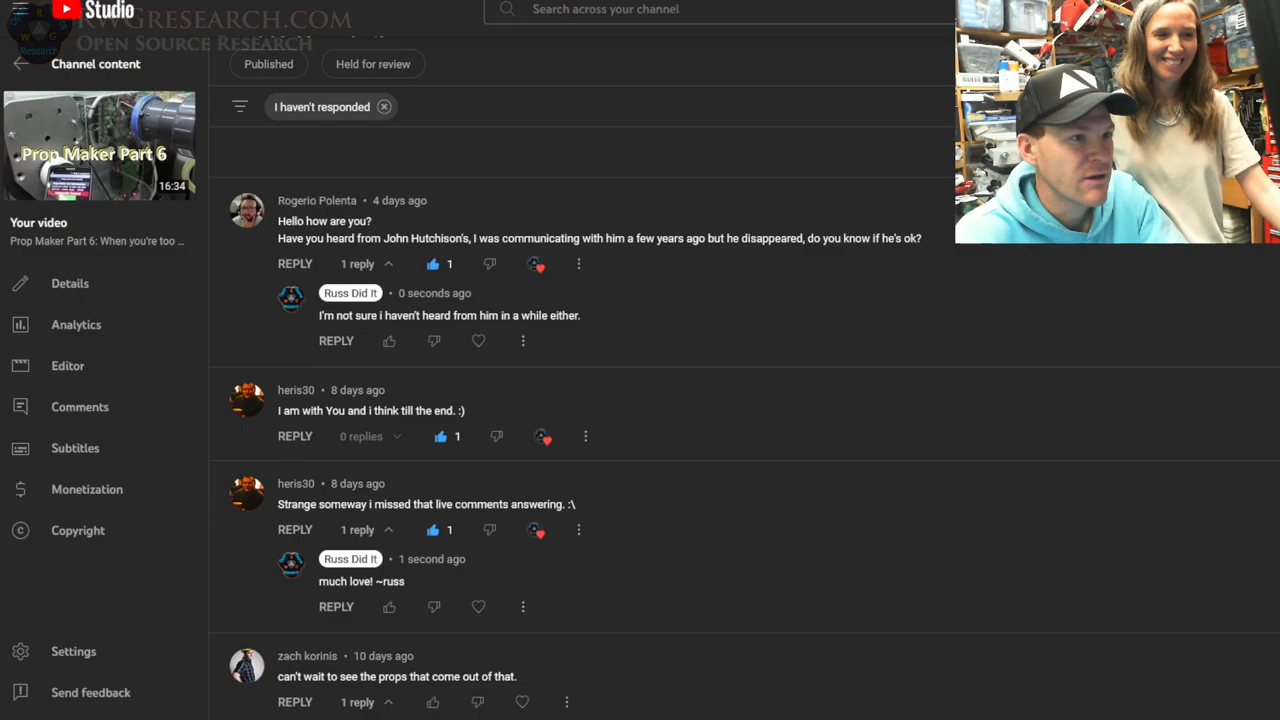 Studio
RWGRESEARCH.COM
OPEN SOURCE RESEARCH
Research
Search across your channel
Channel content
Published
Held for review
I haven't responded
Prop Maker Part 6
16:34
Your video
Prop Maker Part 6: When you're too ...
Details
Analytics
Editor
Comments
Subtitles
Monetization
Copyright
Settings
Send feedback
Rogerio Polenta • 4 days ago
Hello how are you?
Have you heard from John Hutchison's, I was communicating with him a few years ago but he disappeared, do you know if he's ok?
REPLY 1 reply 1
Russ Did It • 0 seconds ago
I'm not sure i haven't heard from him in a while either.
REPLY
heris30 • 8 days ago
I am with You and i think till the end. :)
REPLY 0 replies 1
heris30 • 8 days ago
Strange someway i missed that live comments answering. :\
REPLY 1 reply 1
Russ Did It • 1 second ago
much love! ~russ
REPLY
zach korinis • 10 days ago
can't wait to see the props that come out of that.
REPLY 1 reply